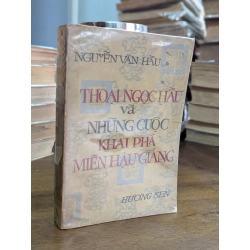 NGUYỄN VĂN HẦU
THOẠI NGỌC HẦU
và
NHỮNG CUỘC
KHAI PHÁ
MIỀN HẬU GIANG
HƯƠNG SEN